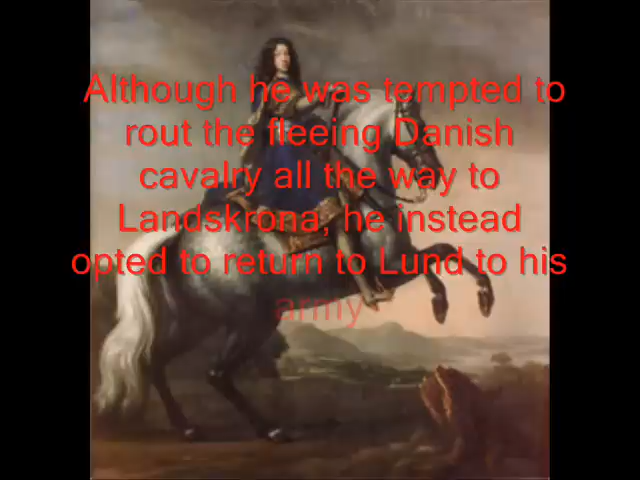 Although he was tempted to
rout the fleeing Danish
cavalry all the way to
Landskrona, he instead
opted to return to Lund to his
army